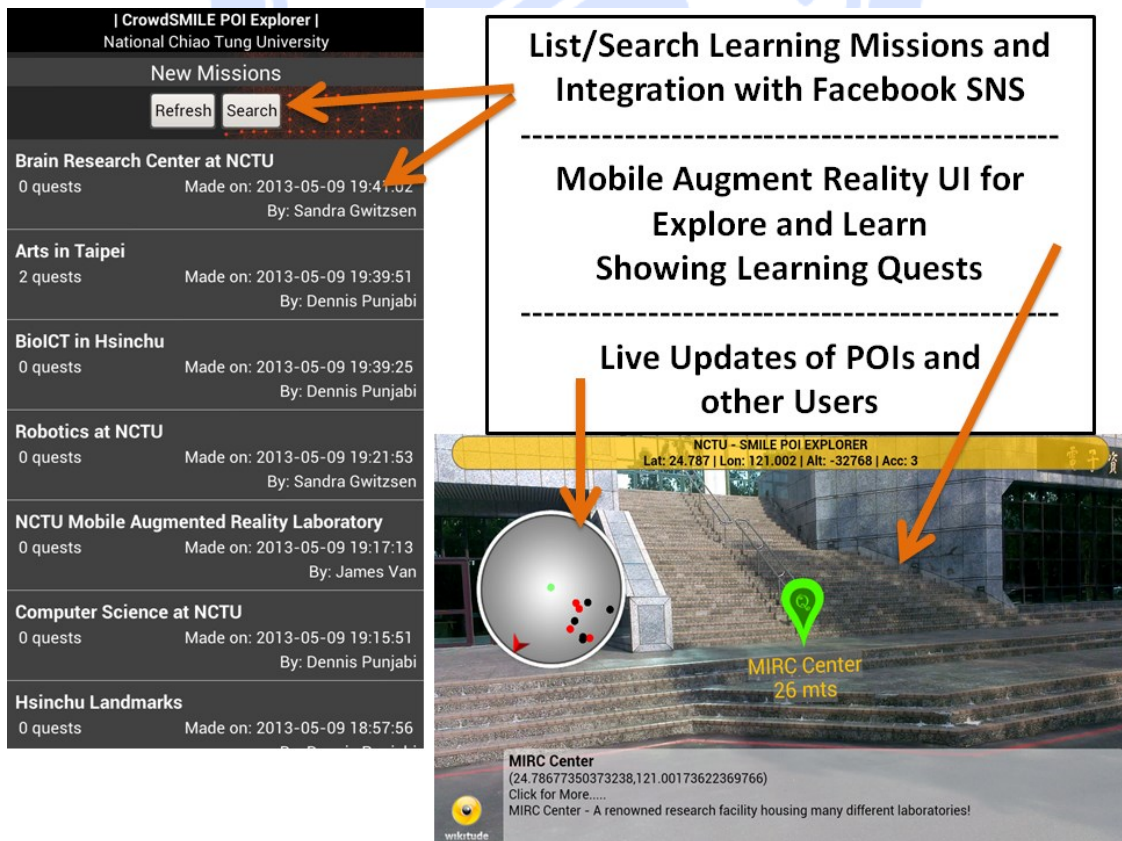 | CrowdSMILE POI Explorer |
National Chiao Tung University
New Missions
Refresh
Search
Brain Research Center at NCTU
0 quests
Made on: 2013-05-09 19:41:02
By: Sandra Gwitzsen
Arts in Taipei
2 quests
Made on: 2013-05-09 19:39:51
By: Dennis Punjabi
BioICT in Hsinchu
0 quests
Made on: 2013-05-09 19:39:25
By: Dennis Punjabi
Robotics at NCTU
0 quests
Made on: 2013-05-09 19:21:53
By: Sandra Gwitzsen
NCTU Mobile Augmented Reality Laboratory
0 quests
Made on: 2013-05-09 19:17:13
By: James Van
Computer Science at NCTU
0 quests
Made on: 2013-05-09 19:15:51
By: Dennis Punjabi
Hsinchu Landmarks
0 quests
Made on: 2013-05-09 18:57:56
List/Search Learning Missions and
Integration with Facebook SNS
Mobile Augment Reality UI for
Explore and Learn
Showing Learning Quests
Live Updates of POIs and
other Users
NCTU - SMILE POI EXPLORER
Lat: 24.787 | Lon: 121.002 | Alt: -32768 | Acc: 3
電子資
Q
MIRC Center
26 mts
MIRC Center
(24.78677350373238,121.00173622369766)
Click for More.....
MIRC Center - A renowned research facility housing many different laboratories!
wikitude